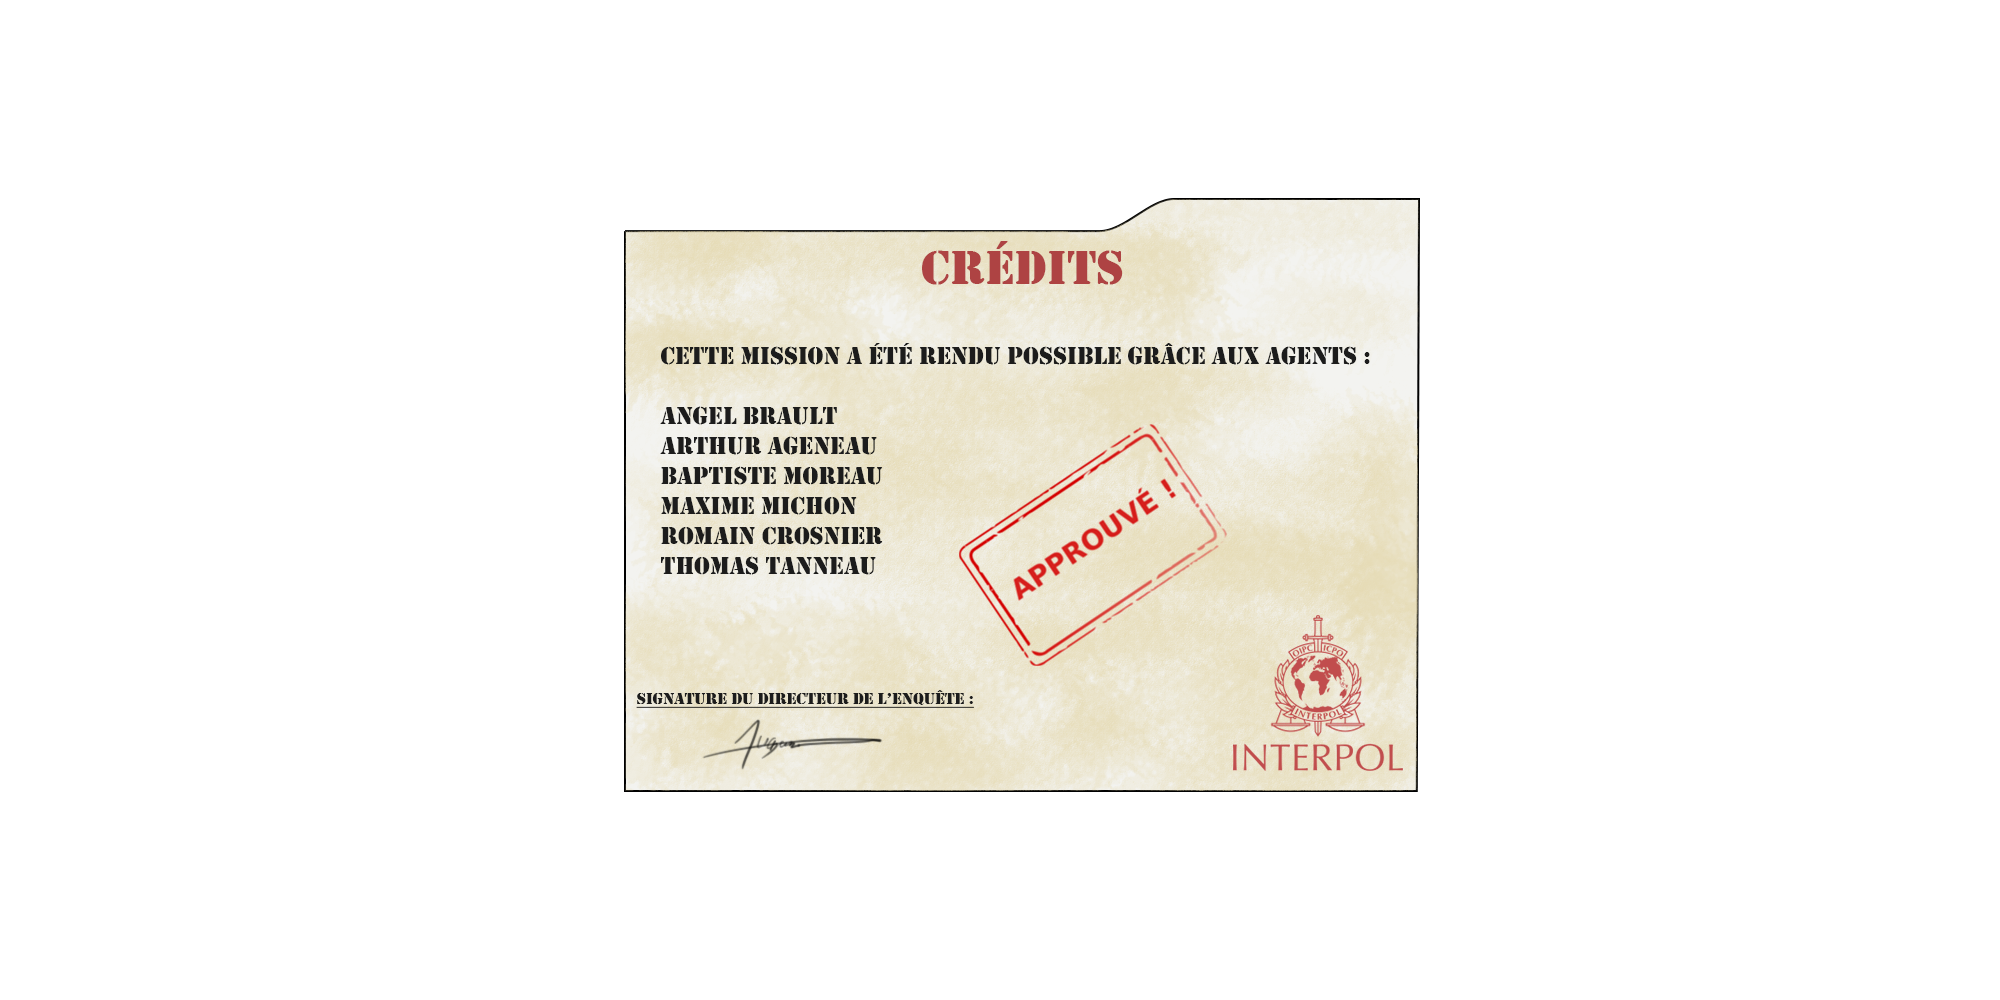 CRÉDITS
CETTE MISSION A ÉTÉ RENDU POSSIBLE GRÂCE AUX AGENTS :
ANGEL BRAULT
ARTHUR AGENEAU
BAPTISTE MOREAU
MAXIME MICHON
ROMAIN CROSNIER
THOMAS TANNEAU
APPROUVÉ !
SIGNATURE DU DIRECTEUR DE L’ENQUÊTE :
OIPC ICPO
INTERPOL
INTERPOL